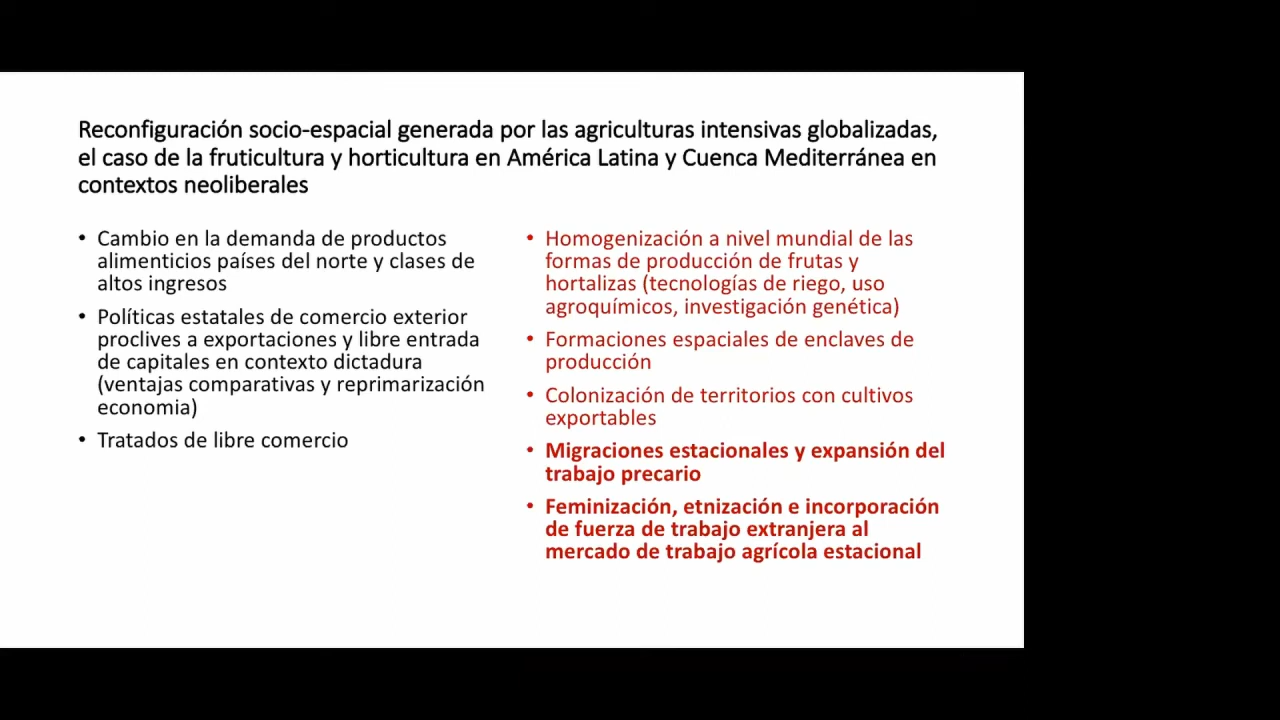 Reconfiguración socio-espacial generada por las agriculturas intensivas globalizadas,
el caso de la fruticultura y horticultura en América Latina y Cuenca Mediterránea en
contextos neoliberales
• Cambio en la demanda de productos
alimenticios países del norte y clases de
altos ingresos
• Políticas estatales de comercio exterior
proclives a exportaciones y libre entrada
de capitales en contexto dictadura
(ventajas comparativas y reprimarización
economia)
• Tratados de libre comercio
• Homogenización a nivel mundial de las
formas de producción de frutas y
hortalizas (tecnologías de riego, uso
agroquímicos, investigación genética)
• Formaciones espaciales de enclaves de
producción
• Colonización de territorios con cultivos
exportables
• Migraciones estacionales y expansión del
trabajo precario
• Feminización, etnización e incorporación
de fuerza de trabajo extranjera al
mercado de trabajo agrícola estacional